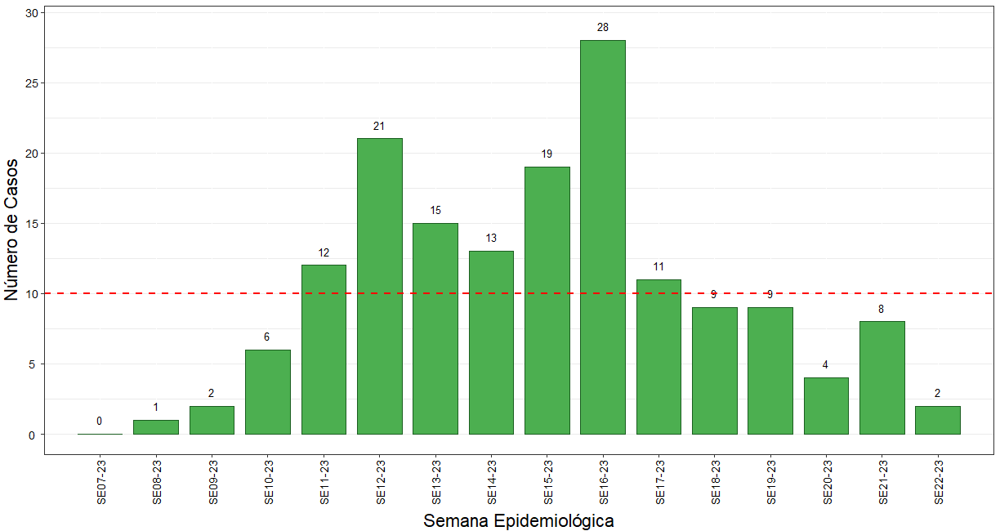 Número de Casos
30
25
20
15
10
5
0
0
1
2
6
12
21
15
13
19
28
11
9
9
4
8
2
SE07-23
SE08-23
SE09-23
SE10-23
SE11-23
SE12-23
SE13-23
SE14-23
SE15-23
SE16-23
SE17-23
SE18-23
SE19-23
SE20-23
SE21-23
SE22-23
Semana Epidemiológica